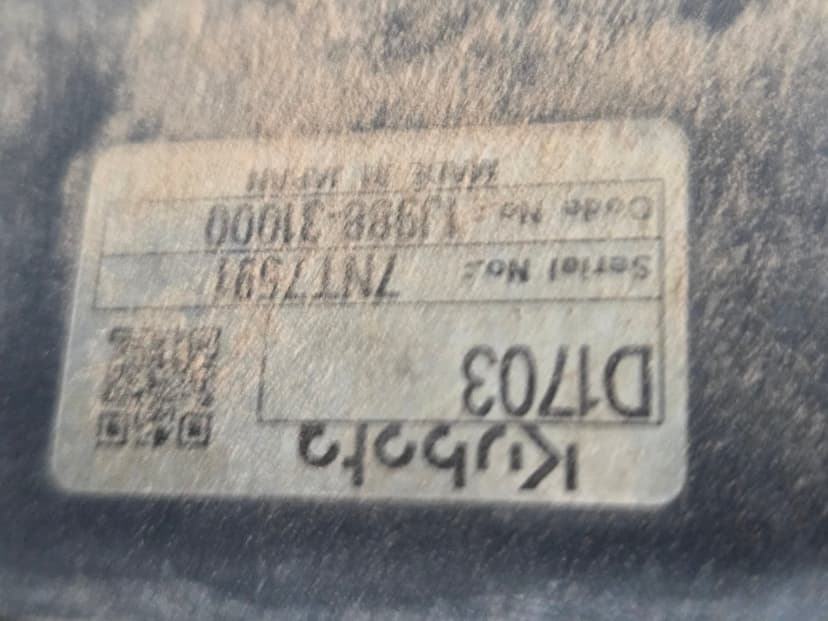 Kubota
D1703
Serial No.: 7NT7591
Code No.: 1J988-31000
MADE IN JAPAN